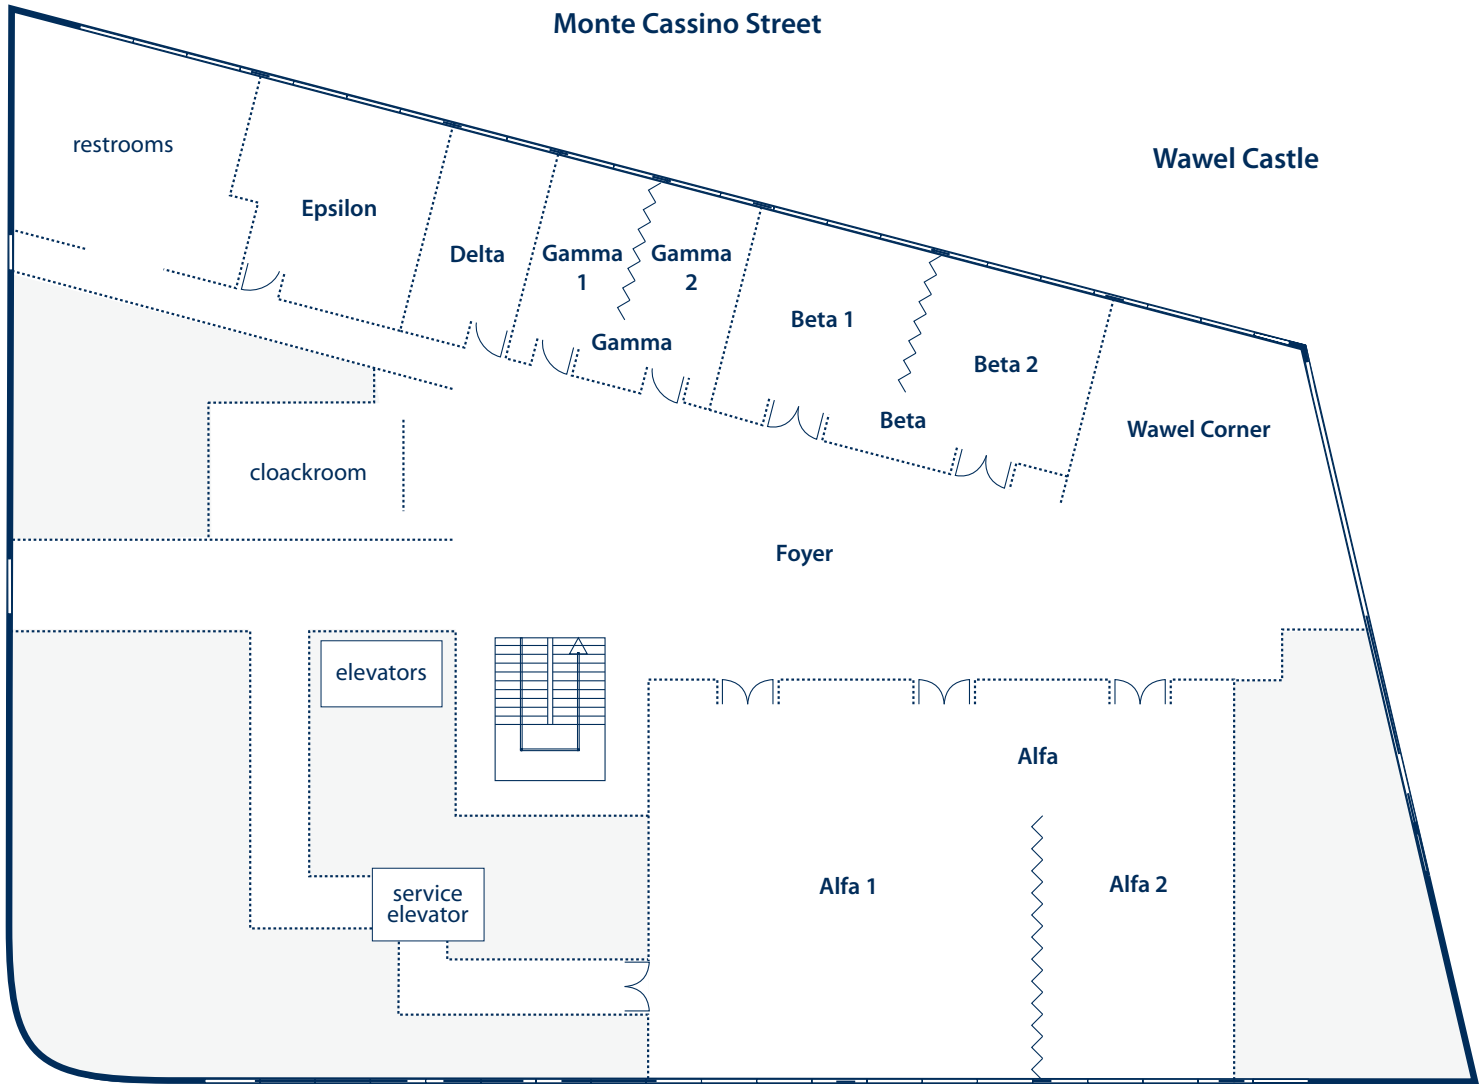 Monte Cassino Street
Wawel Castle
restrooms
Epsilon
Delta
Gamma
1
Gamma
2
Gamma
Beta 1
Beta 2
Beta
Wawel Corner
cloackroom
Foyer
elevators
Alfa
Alfa 1
Alfa 2
service
elevator